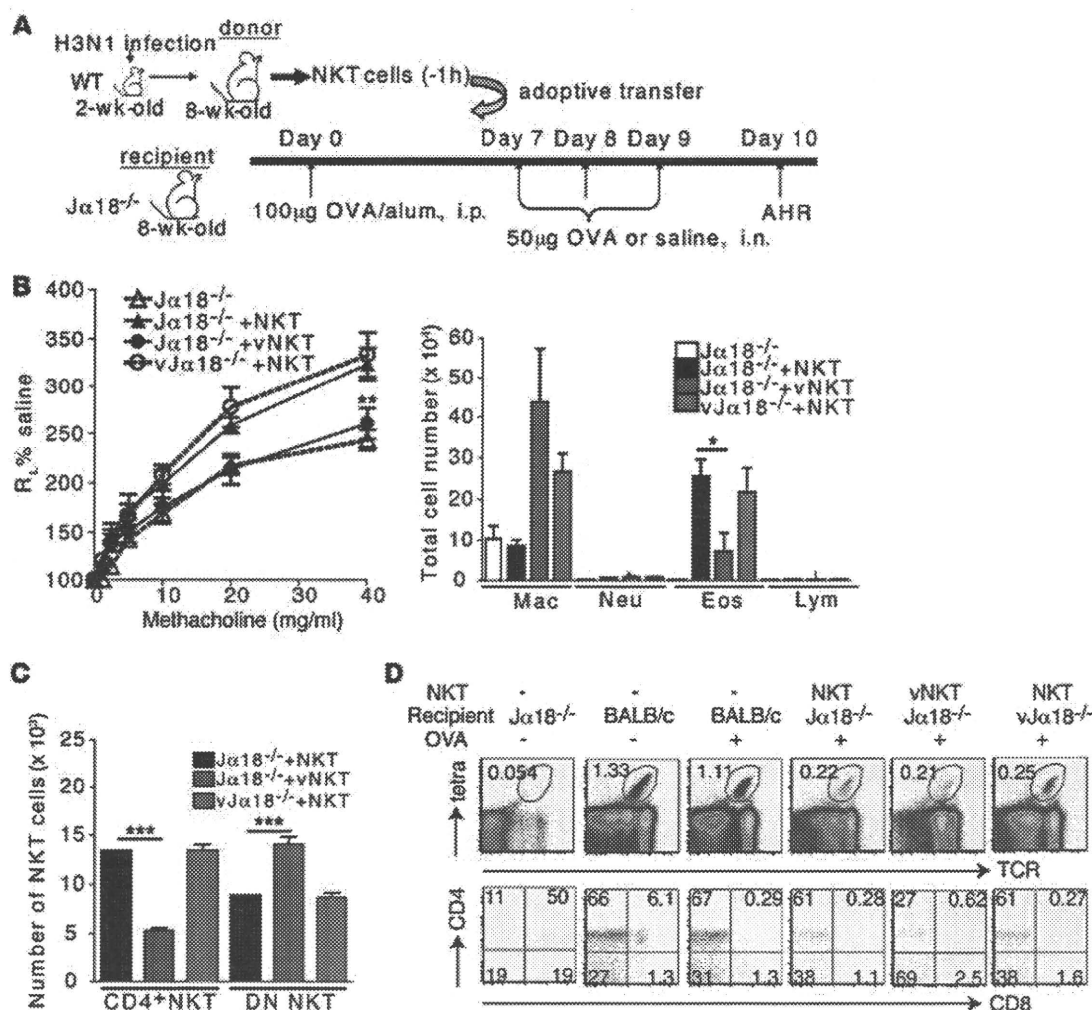 A
H3N1 infection
donor
WT
NKT cells (-1h)
adoptive transfer
2-wk-old
8-wk-old
Day 0
Day 7
Day 8
Day 9
Day 10
recipient
Jα18-/-
8-wk-old
100μg OVA/alum., i.p.
50μg OVA or saline, i.n.
AHR
B
400
350
300
250
200
150
100
RL% saline
Jα18-/-
Jα18-/- +NKT
Jα18-/- +vNKT
vJα18-/- +NKT
**
0
10
20
30
40
Methacholine (mg/ml)
60
50
40
30
20
10
0
Total cell number (x 10⁴)
Jα18-/-
Jα18-/-+NKT
Jα18-/-+vNKT
vJα18-/-+NKT
*
Mac
Neu
Eos
Lym
C
25
20
15
10
5
0
Number of NKT cells (x 10³)
Jα18-/-+NKT
Jα18-/-+vNKT
vJα18-/-+NKT
***
***
CD4+NKT
DN NKT
D
NKT - - - NKT vNKT NKT
Recipient Jα18-/- BALB/c BALB/c Jα18-/- Jα18-/- vJα18-/-
OVA - - + + + +
tetra
0.054 1.33 1.11 0.22 0.21 0.25
TCR
CD4
11 50 66 6.1 67 0.29 61 0.28 27 0.62 61 0.27
19 19 27 1.3 31 1.3 38 1.1 69 2.5 38 1.6
CD8